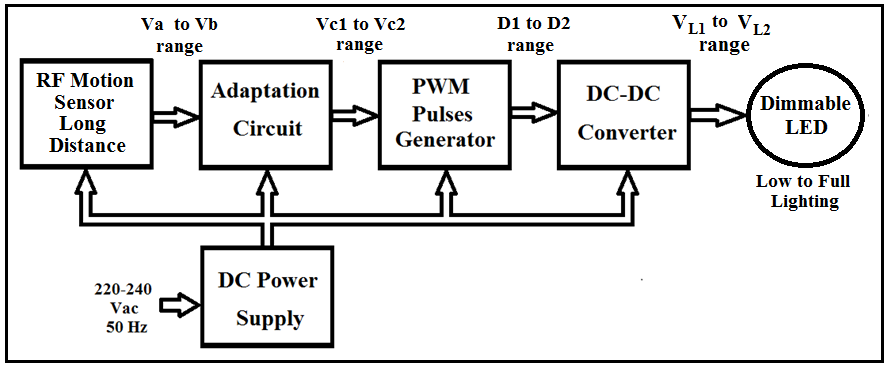 Va to Vb
range
Vc1 to Vc2
range
D1 to D2
range
VL1 to VL2
range
RF Motion
Sensor
Long
Distance
Adaptation
Circuit
PWM
Pulses
Generator
DC-DC
Converter
Dimmable
LED
Low to Full
Lighting
220-240
Vac
50 Hz
DC Power
Supply